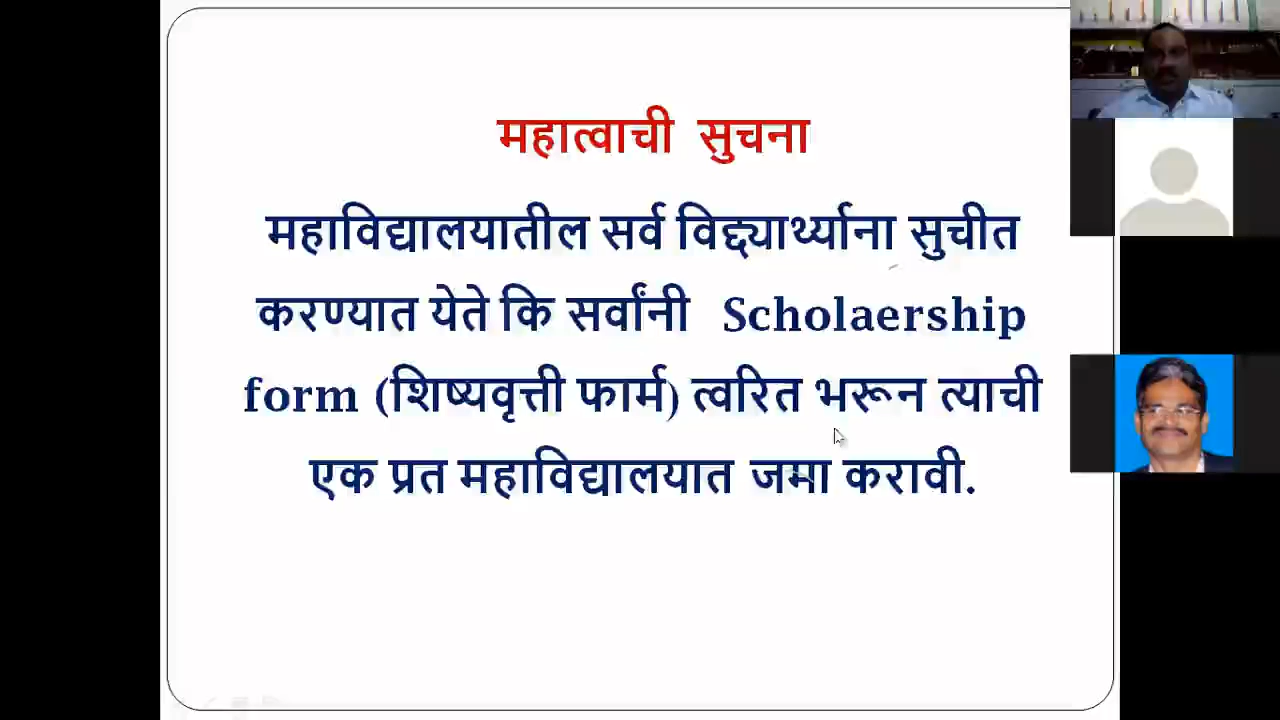 महात्वाची सुचना
महाविद्यालयातील सर्व विद्द्यार्थ्याना सुचीत
करण्यात येते कि सर्वांनी Scholaership
form (शिष्यवृत्ती फार्म) त्वरित भरून त्याची
एक प्रत महाविद्यालयात जमा करावी.